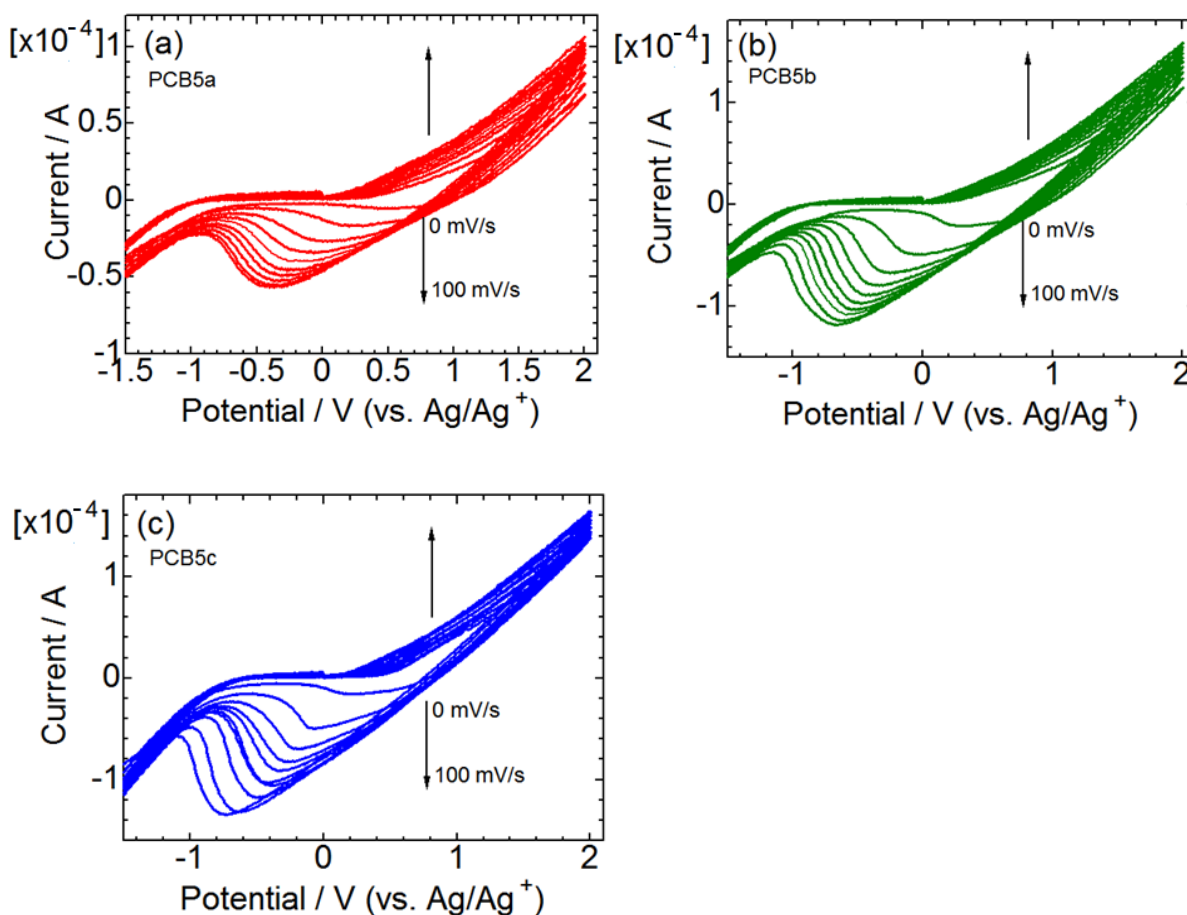 [x10⁻⁴]
(a)
PCB5a
1
0.5
0
-0.5
-1
Current / A
0 mV/s
100 mV/s
-1.5 -1 -0.5 0 0.5 1 1.5 2
Potential / V (vs. Ag/Ag⁺)
[x10⁻⁴]
(b)
PCB5b
1
0
-1
Current / A
0 mV/s
100 mV/s
-1 0 1 2
Potential / V (vs. Ag/Ag⁺)
[x10⁻⁴]
(c)
PCB5c
1
0
-1
Current / A
0 mV/s
100 mV/s
-1 0 1 2
Potential / V (vs. Ag/Ag⁺)